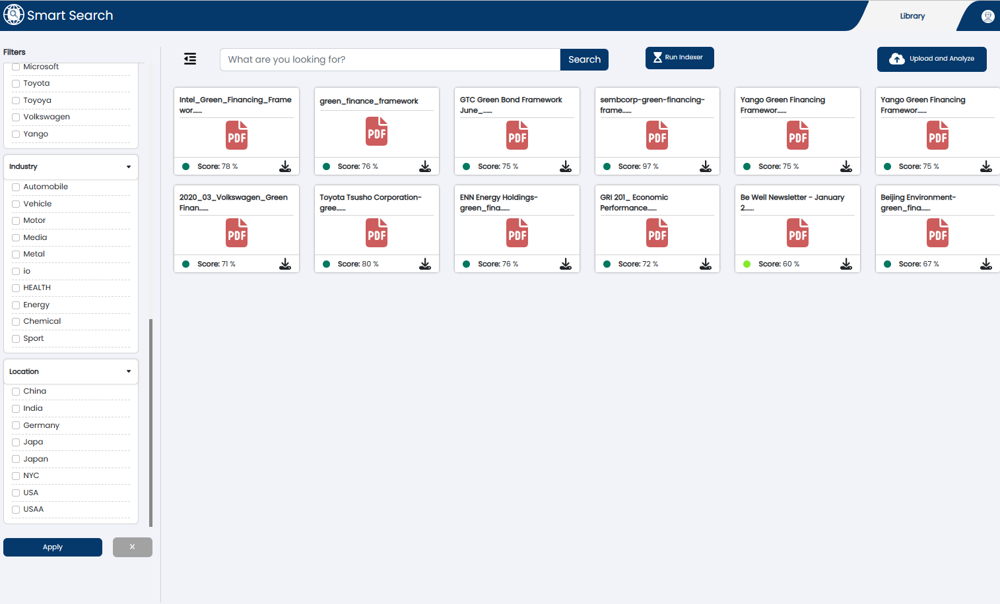 Smart Search
Library
Filters
Microsoft
Toyota
Toyoya
Volkswagen
Yango
Industry
Automobile
Vehicle
Motor
Media
Metal
io
HEALTH
Energy
Chemical
Sport
Location
China
India
Germany
Japa
Japan
NYC
USA
USAA
Apply
X
What are you looking for?
Search
Run Indexer
Upload and Analyze
Intel_Green_Financing_Frame
wor......
PDF
Score: 78 %
green_finance_framework
PDF
Score: 76 %
GTC Green Bond Framework
June_......
PDF
Score: 75 %
sembcorp-green-financing-
frame......
PDF
Score: 97 %
Yango Green Financing
Framewor......
PDF
Score: 75 %
Yango Green Financing
Framewor......
PDF
Score: 75 %
2020_03_Volkswagen_Green
Finan......
PDF
Score: 71 %
Toyota Tsusho Corporation-
gree......
PDF
Score: 80 %
ENN Energy Holdings-
green_fina......
PDF
Score: 76 %
GRI 201_ Economic
Performance......
PDF
Score: 72 %
Be Well Newsletter - January
2......
PDF
Score: 60 %
Beijing Environment-
green_fina......
PDF
Score: 67 %